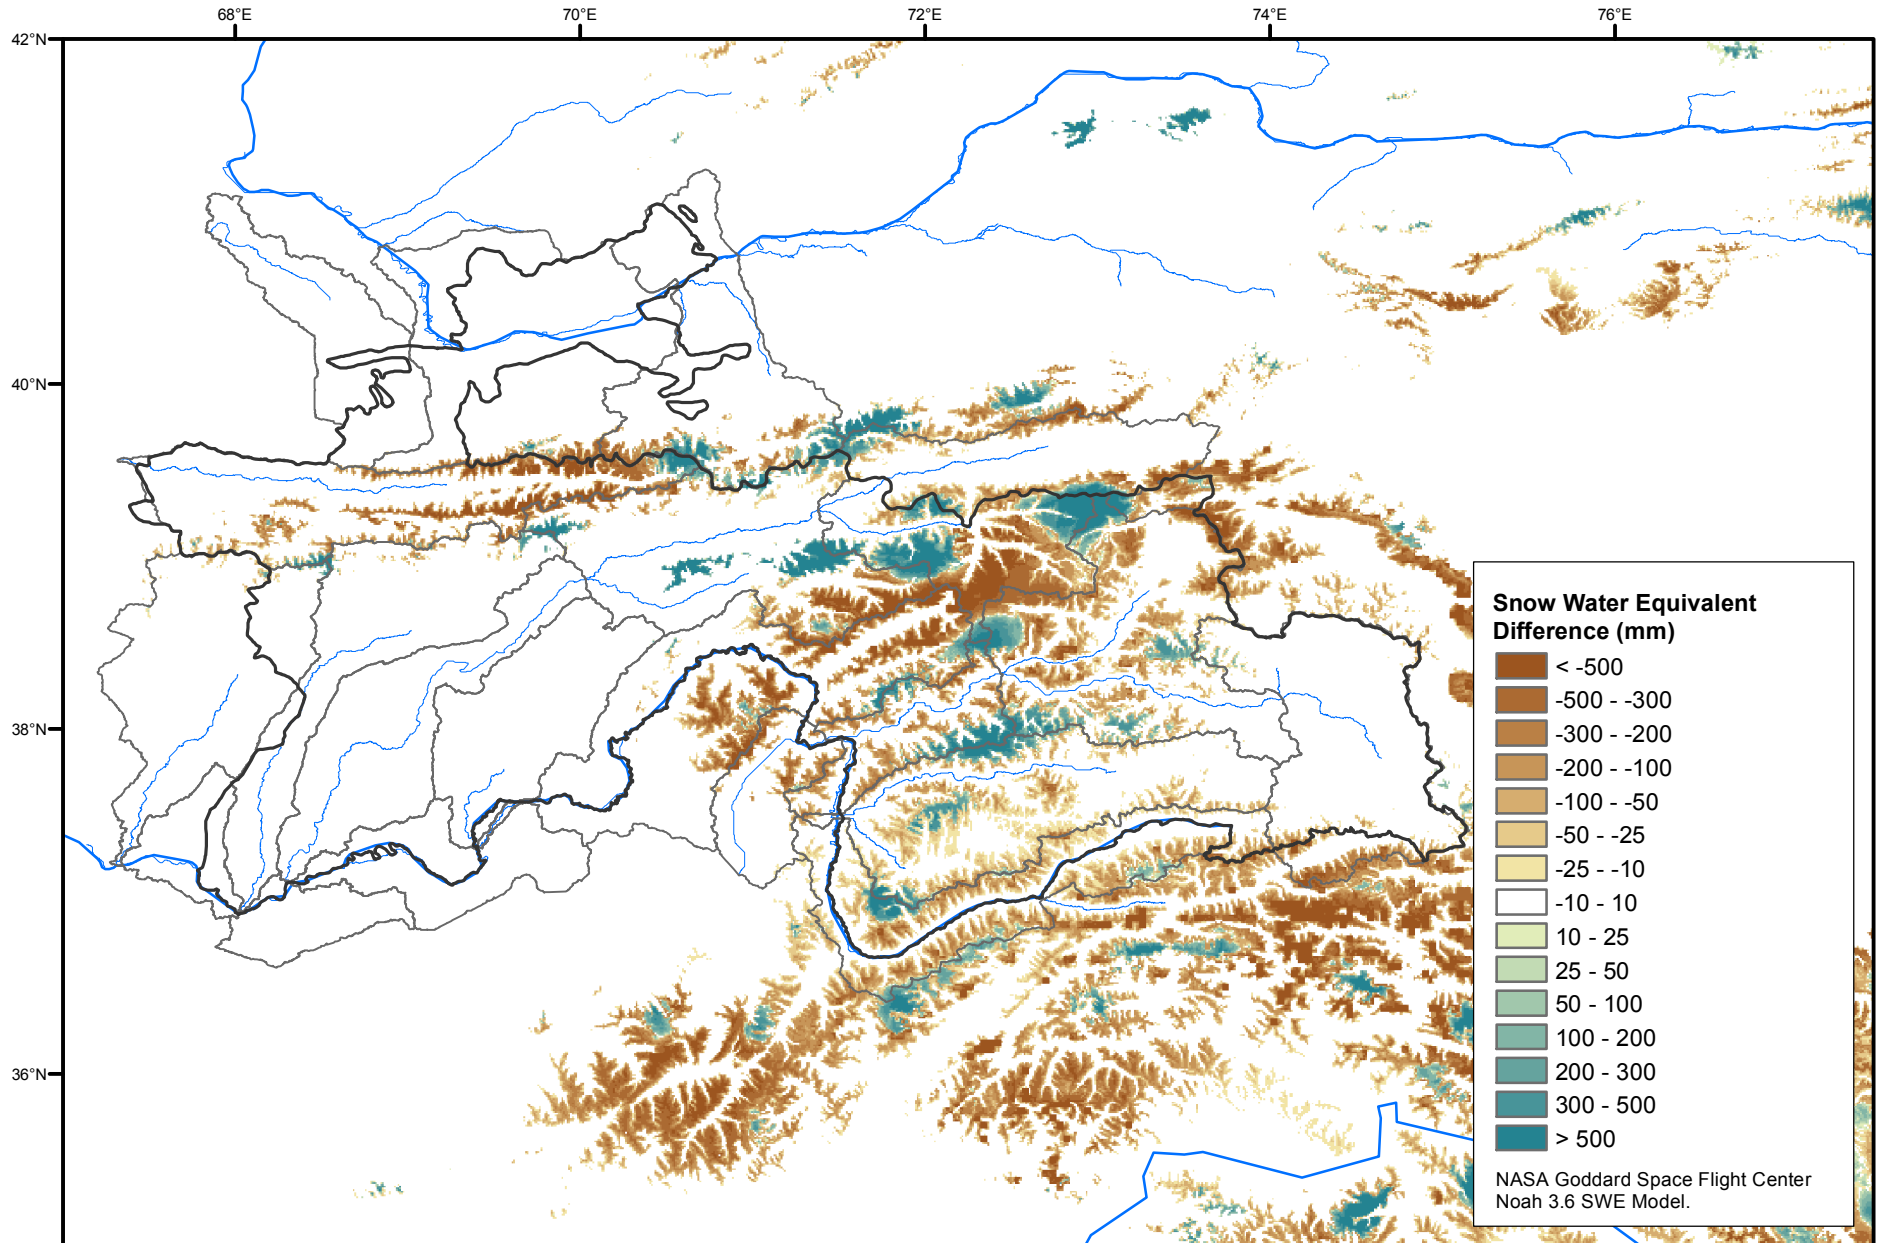 68°E 70°E 72°E 74°E 76°E
42°N
40°N
38°N
36°N
Snow Water Equivalent
Difference (mm)
< -500
-500 - -300
-300 - -200
-200 - -100
-100 - -50
-50 - -25
-25 - -10
-10 - 10
10 - 25
25 - 50
50 - 100
100 - 200
200 - 300
300 - 500
> 500
NASA Goddard Space Flight Center
Noah 3.6 SWE Model.